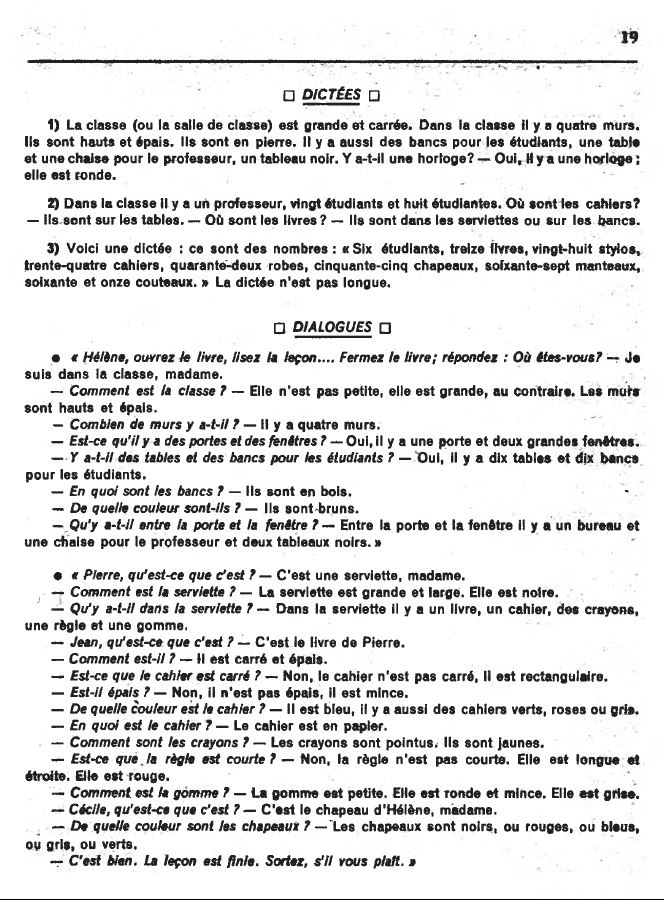 19
□ DICTÉES □
1) La classe (ou la salle de classe) est grande et carrée. Dans la classe il y a quatre murs.
Ils sont hauts et épais. Ils sont en pierre. Il y a aussi des bancs pour les étudiants, une table
et une chaise pour le professeur, un tableau noir. Y a-t-il une horloge? — Oui, il y a une horloge ;
elle est ronde.
2) Dans la classe il y a un professeur, vingt étudiants et huit étudiantes. Où sont les cahiers?
— Ils sont sur les tables. — Où sont les livres ? — Ils sont dans les serviettes ou sur les bancs.
3) Voici une dictée : ce sont des nombres : « Six étudiants, treize livres, vingt-huit stylos,
trente-quatre cahiers, quarante-deux robes, cinquante-cinq chapeaux, soixante-sept manteaux,
soixante et onze couteaux. » La dictée n'est pas longue.
□ DIALOGUES □
● « Hélène, ouvrez le livre, lisez la leçon.... Fermez le livre; répondez : Où êtes-vous? — Je
suis dans la classe, madame.
— Comment est la classe ? — Elle n'est pas petite, elle est grande, au contraire. Les murs
sont hauts et épais.
— Combien de murs y a-t-il ? — Il y a quatre murs.
— Est-ce qu'il y a des portes et des fenêtres ? — Oui, il y a une porte et deux grandes fenêtres.
— Y a-t-il des tables et des bancs pour les étudiants ? — Oui, il y a dix tables et dix bancs
pour les étudiants.
— En quoi sont les bancs ? — Ils sont en bois.
— De quelle couleur sont-ils ? — Ils sont bruns.
— Qu'y a-t-il entre la porte et la fenêtre ? — Entre la porte et la fenêtre il y a un bureau et
une chaise pour le professeur et deux tableaux noirs. »
● « Pierre, qu'est-ce que c'est ? — C'est une serviette, madame.
— Comment est la serviette ? — La serviette est grande et large. Elle est noire.
— Qu'y a-t-il dans la serviette ? — Dans la serviette il y a un livre, un cahier, des crayons,
une règle et une gomme.
— Jean, qu'est-ce que c'est ? — C'est le livre de Pierre.
— Comment est-il ? — Il est carré et épais.
— Est-ce que le cahier est carré ? — Non, le cahier n'est pas carré, il est rectangulaire.
— Est-il épais ? — Non, il n'est pas épais, il est mince.
— De quelle couleur est le cahier ? — Il est bleu, il y a aussi des cahiers verts, roses ou gris.
— En quoi est le cahier ? — Le cahier est en papier.
— Comment sont les crayons ? — Les crayons sont pointus. Ils sont jaunes.
— Est-ce que la règle est courte ? — Non, la règle n'est pas courte. Elle est longue et
étroite. Elle est rouge.
— Comment est la gomme ? — La gomme est petite. Elle est ronde et mince. Elle est grise.
— Cécile, qu'est-ce que c'est ? — C'est le chapeau d'Hélène, madame.
— De quelle couleur sont les chapeaux ? — Les chapeaux sont noirs, ou rouges, ou bleus,
ou gris, ou verts.
— C'est bien. La leçon est finie. Sortez, s'il vous plaît. »